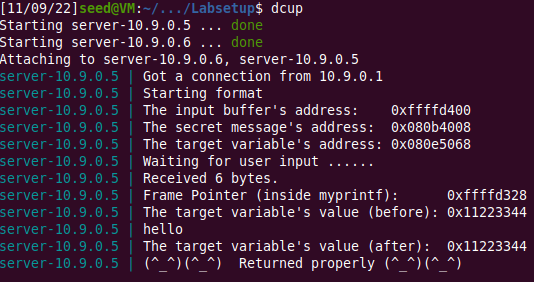 [11/09/22]seed@VM:~/.../Labsetup$ dcup
Starting server-10.9.0.5 ... done
Starting server-10.9.0.6 ... done
Attaching to server-10.9.0.6, server-10.9.0.5
server-10.9.0.5 | Got a connection from 10.9.0.1
server-10.9.0.5 | Starting format
server-10.9.0.5 | The input buffer's address:    0xffffd400
server-10.9.0.5 | The secret message's address:  0x080b4008
server-10.9.0.5 | The target variable's address: 0x080e5068
server-10.9.0.5 | Waiting for user input ......
server-10.9.0.5 | Received 6 bytes.
server-10.9.0.5 | Frame Pointer (inside myprintf):      0xffffd328
server-10.9.0.5 | The target variable's value (before): 0x11223344
server-10.9.0.5 | hello
server-10.9.0.5 | The target variable's value (after):  0x11223344
server-10.9.0.5 | (^_^)(^_^)  Returned properly (^_^)(^_^)